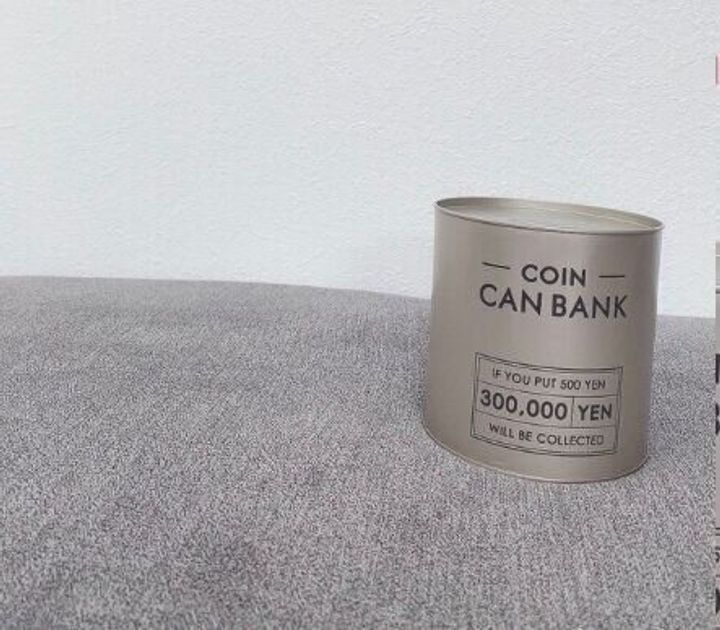 COIN
CAN BANK
IF YOU PUT 500 YEN
300,000 YEN
WILL BE COLLECTED